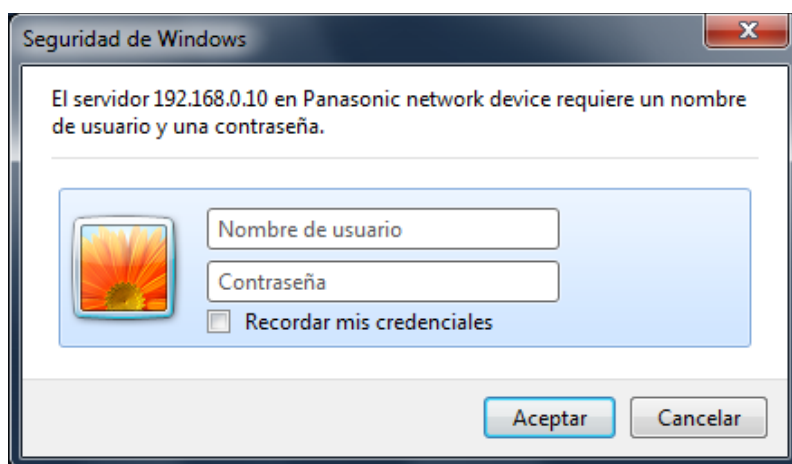 Seguridad de Windows
El servidor 192.168.0.10 en Panasonic network device requiere un nombre
de usuario y una contraseña.
Nombre de usuario
Contraseña
Recordar mis credenciales
Aceptar
Cancelar